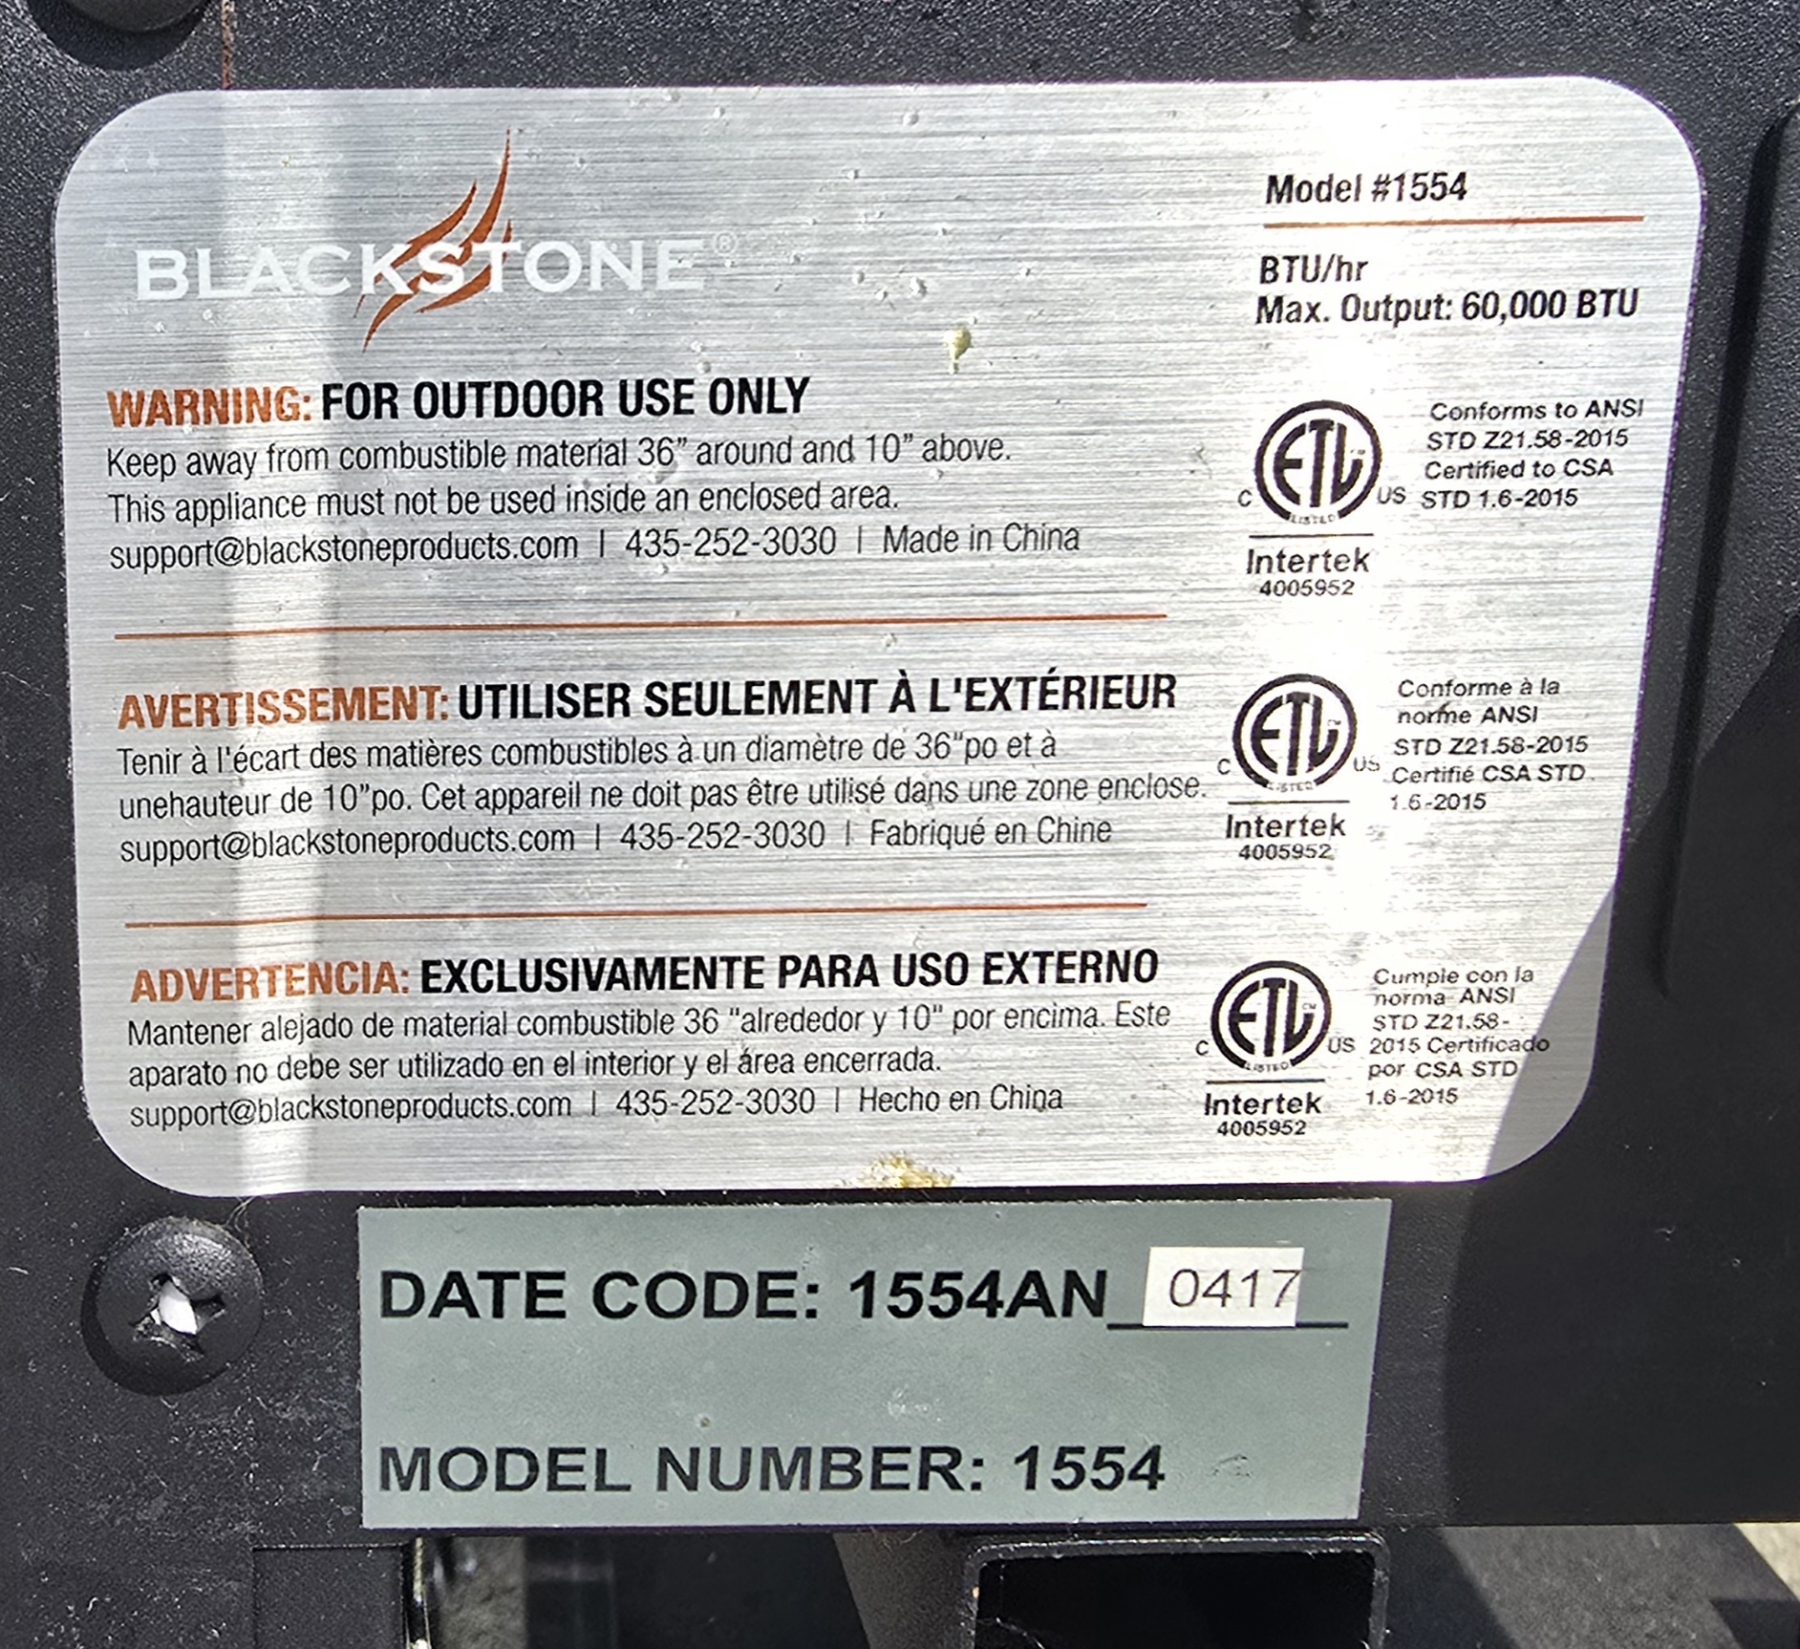 BLACKSTONE®
Model #1554
BTU/hr
Max. Output: 60,000 BTU
WARNING: FOR OUTDOOR USE ONLY
Keep away from combustible material 36" around and 10" above.
This appliance must not be used inside an enclosed area.
support@blackstoneproducts.com | 435-252-3030 | Made in China
ETL
C US
LISTED
Intertek
4005952
Conforms to ANSI
STD Z21.58-2015
Certified to CSA
STD 1.6-2015
AVERTISSEMENT: UTILISER SEULEMENT À L'EXTÉRIEUR
Tenir à l'écart des matières combustibles à un diamètre de 36"po et à
unehauteur de 10"po. Cet appareil ne doit pas être utilisé dans une zone enclose.
support@blackstoneproducts.com | 435-252-3030 | Fabriqué en Chine
ETL
C US
LISTED
Intertek
4005952
Conforme à la
norme ANSI
STD Z21.58-2015
Certifié CSA STD
1.6-2015
ADVERTENCIA: EXCLUSIVAMENTE PARA USO EXTERNO
Mantener alejado de material combustible 36 "alrededor y 10" por encima. Este
aparato no debe ser utilizado en el interior y el área encerrada.
support@blackstoneproducts.com | 435-252-3030 | Hecho en China
ETL
C US
LISTED
Intertek
4005952
Cumple con la
norma ANSI
STD Z21.58-
2015 Certificado
por CSA STD
1.6-2015
DATE CODE: 1554AN 0417
MODEL NUMBER: 1554